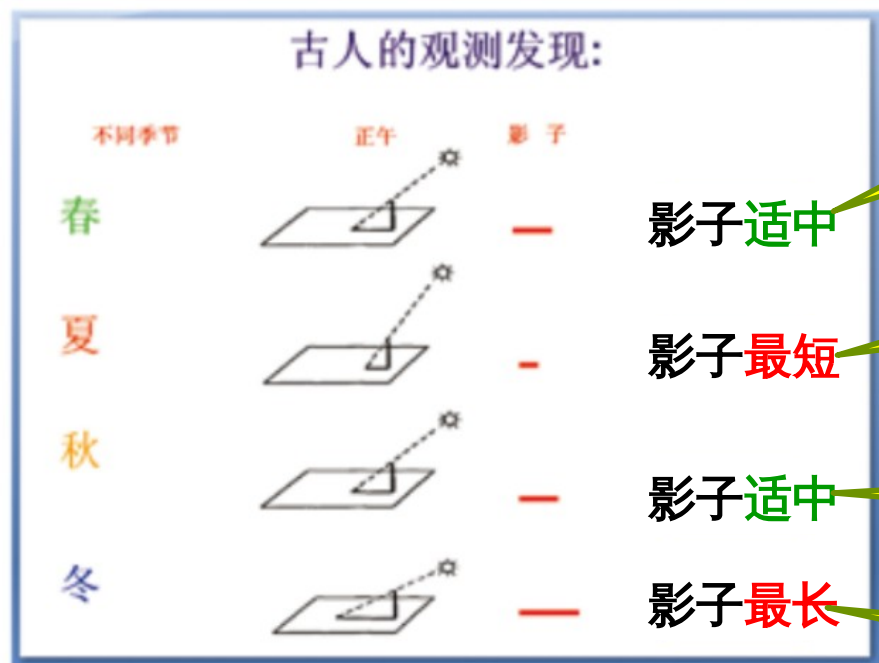 古人的观测发现:
不同季节 正午 影 子
春 影子适中
夏 影子最短
秋 影子适中
冬 影子最长